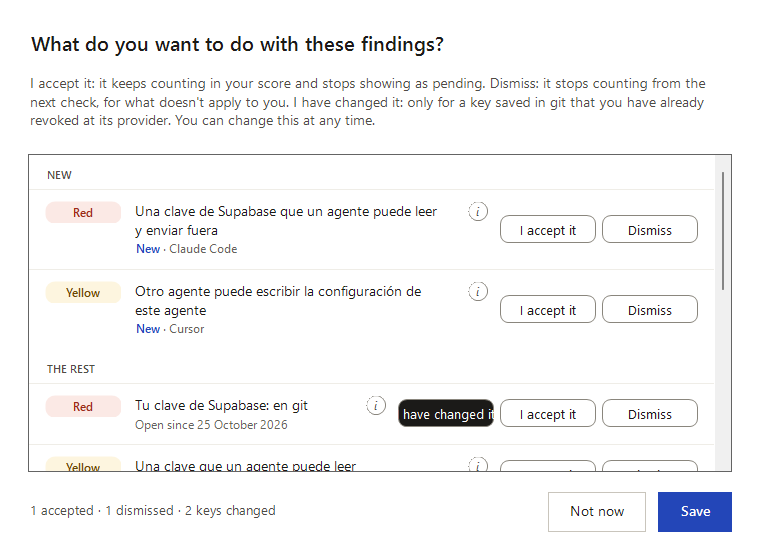 What do you want to do with these findings?
I accept it: it keeps counting in your score and stops showing as pending. Dismiss: it stops counting from the
next check, for what doesn't apply to you. I have changed it: only for a key saved in git that you have already
revoked at its provider. You can change this at any time.
NEW
Red
Una clave de Supabase que un agente puede leer
y enviar fuera
New · Claude Code
i
I accept it
Dismiss
Yellow
Otro agente puede escribir la configuración de
este agente
New · Cursor
i
I accept it
Dismiss
THE REST
Red
Tu clave de Supabase: en git
Open since 25 October 2026
i
have changed it
I accept it
Dismiss
Yellow
Una clave que un agente puede leer
i
1 accepted · 1 dismissed · 2 keys changed
Not now
Save